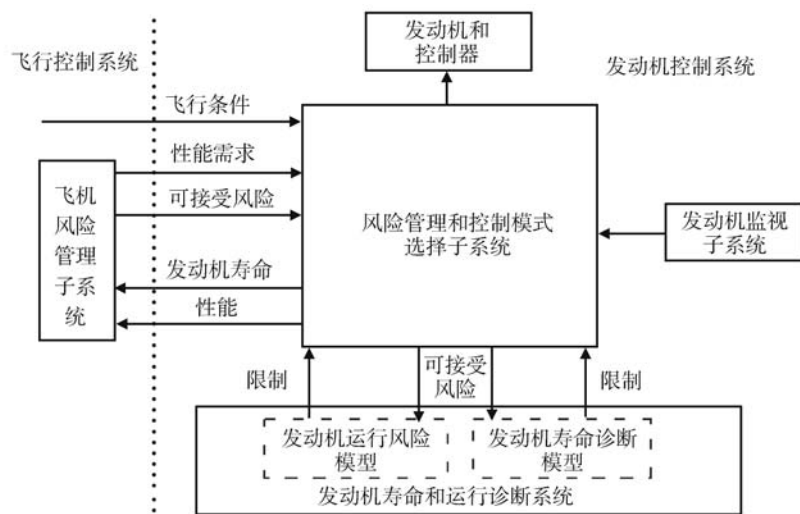 发动机和
控制器
飞行控制系统
发动机控制系统
飞行条件
性能需求
可接受风险
飞机
风险
管理
子系
统
风险管理和控制模式
选择子系统
发动机监视
子系统
发动机寿命
性能
限制
可接受
风险
限制
发动机运行风险
模型
发动机寿命诊断
模型
发动机寿命和运行诊断系统